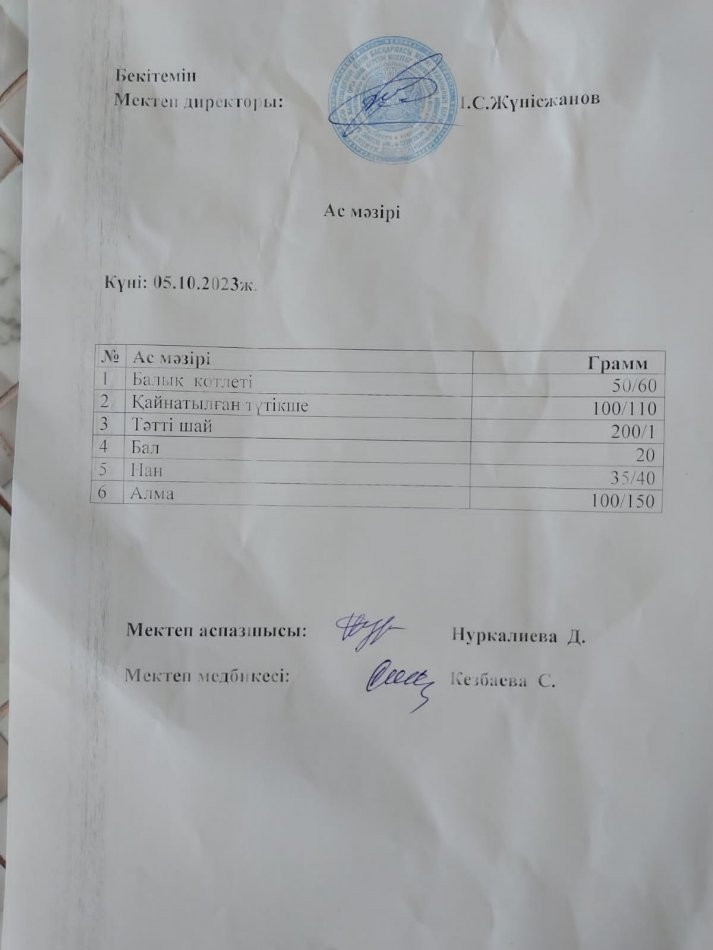 Бекітемін
Мектеп директоры: І.С.Жүнісжанов
Ас мәзірі
Күні: 05.10.2023ж.
№ Ас мәзірі Грамм
1 Балық котлеті 50/60
2 Қайнатылған түтікше 100/110
3 Тәтті шай 200/1
4 Бал 20
5 Нан 35/40
6 Алма 100/150
Мектеп аспазшысы: Нуркалиева Д.
Мектеп медбикесі: Кезбаева С.